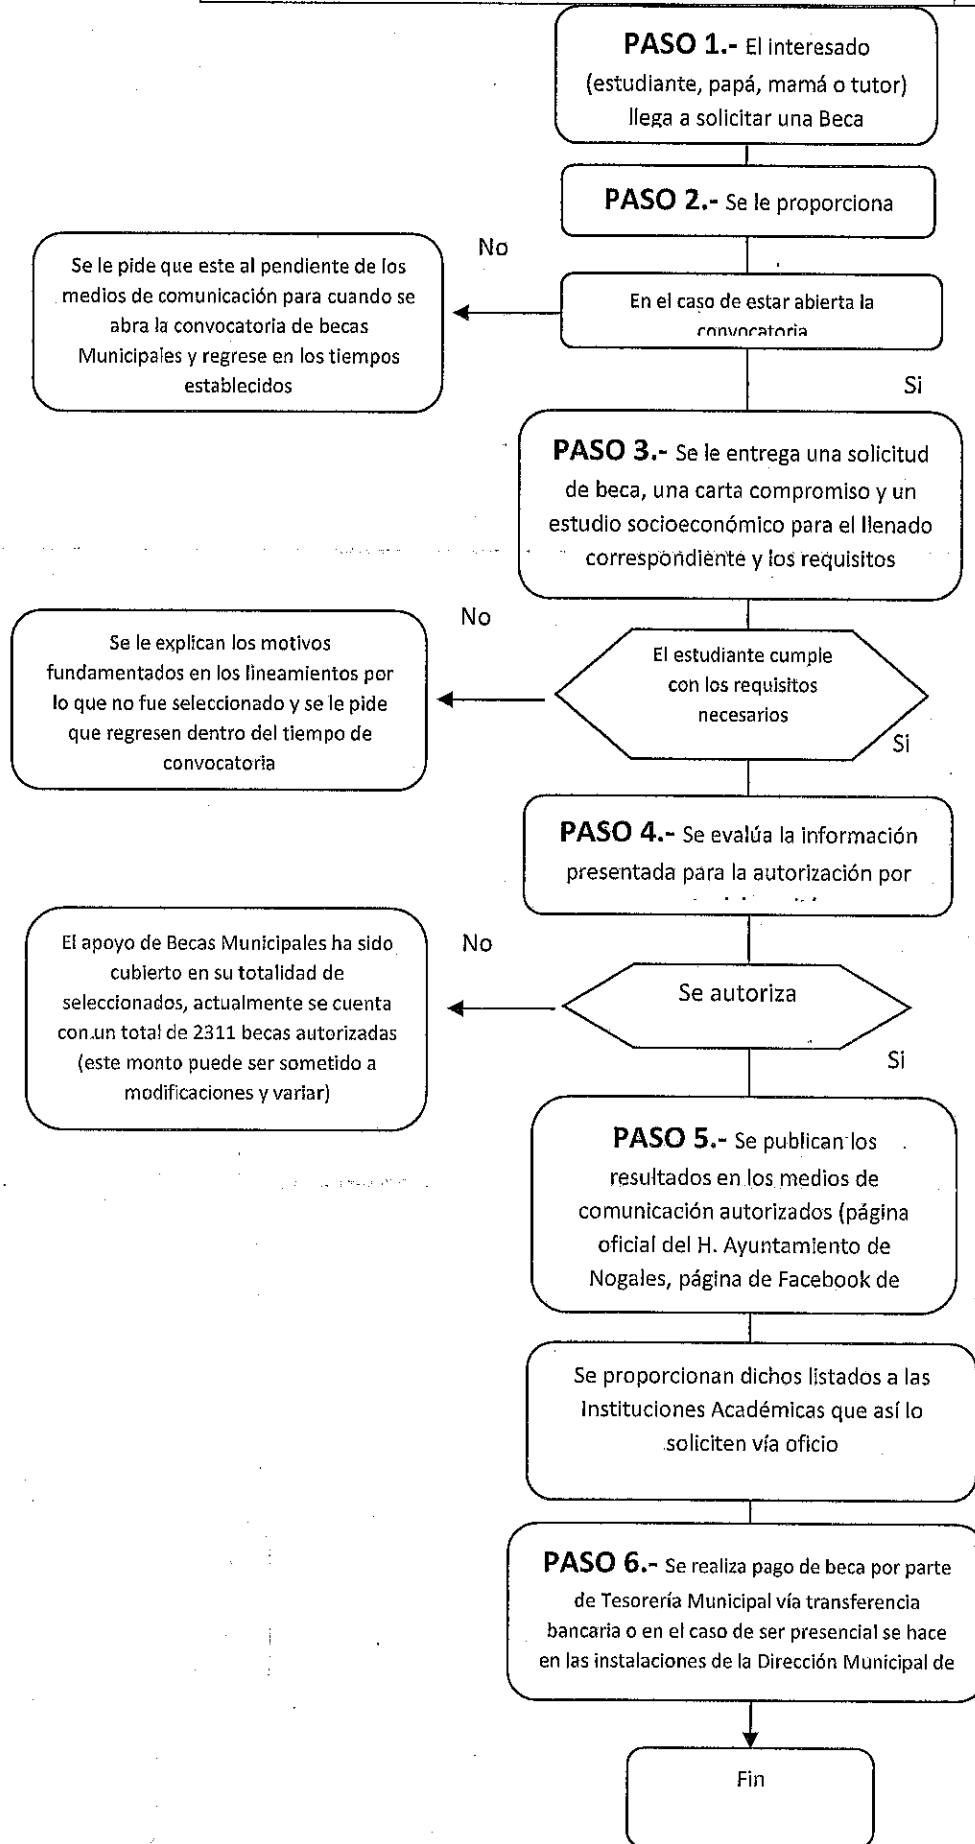 PASO 1.- El interesado
(estudiante, papá, mamá o tutor)
llega a solicitar una Beca
PASO 2.- Se le proporciona
No
Se le pide que este al pendiente de los
medios de comunicación para cuando se
abra la convocatoria de becas
Municipales y regrese en los tiempos
establecidos
En el caso de estar abierta la
convocatoria
Si
PASO 3.- Se le entrega una solicitud
de beca, una carta compromiso y un
estudio socioeconómico para el llenado
correspondiente y los requisitos
No
Se le explican los motivos
fundamentados en los lineamientos por
lo que no fue seleccionado y se le pide
que regresen dentro del tiempo de
convocatoria
El estudiante cumple
con los requisitos
necesarios
Si
PASO 4.- Se evalúa la información
presentada para la autorización por
No
El apoyo de Becas Municipales ha sido
cubierto en su totalidad de
seleccionados, actualmente se cuenta
con un total de 2311 becas autorizadas
(este monto puede ser sometido a
modificaciones y variar)
Se autoriza
Si
PASO 5.- Se publican los
resultados en los medios de
comunicación autorizados (página
oficial del H. Ayuntamiento de
Nogales, página de Facebook de
Se proporcionan dichos listados a las
Instituciones Académicas que así lo
soliciten vía oficio
PASO 6.- Se realiza pago de beca por parte
de Tesorería Municipal vía transferencia
bancaria o en el caso de ser presencial se hace
en las instalaciones de la Dirección Municipal de
Fin